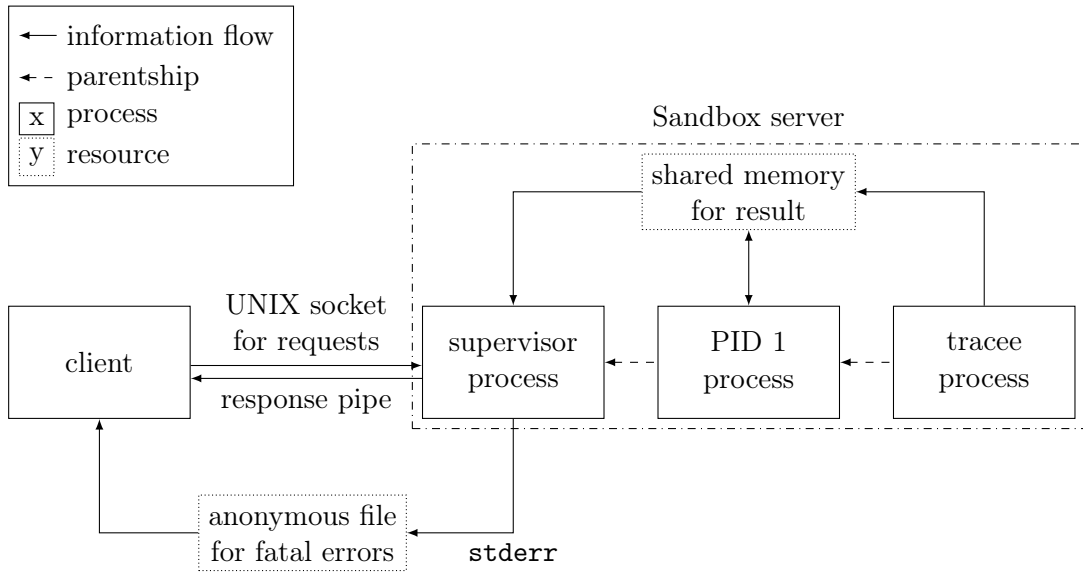 information flow
parentship
x process
y resource
Sandbox server
shared memory
for result
UNIX socket
for requests
client
supervisor
process
PID 1
process
tracee
process
response pipe
anonymous file
for fatal errors
stderr